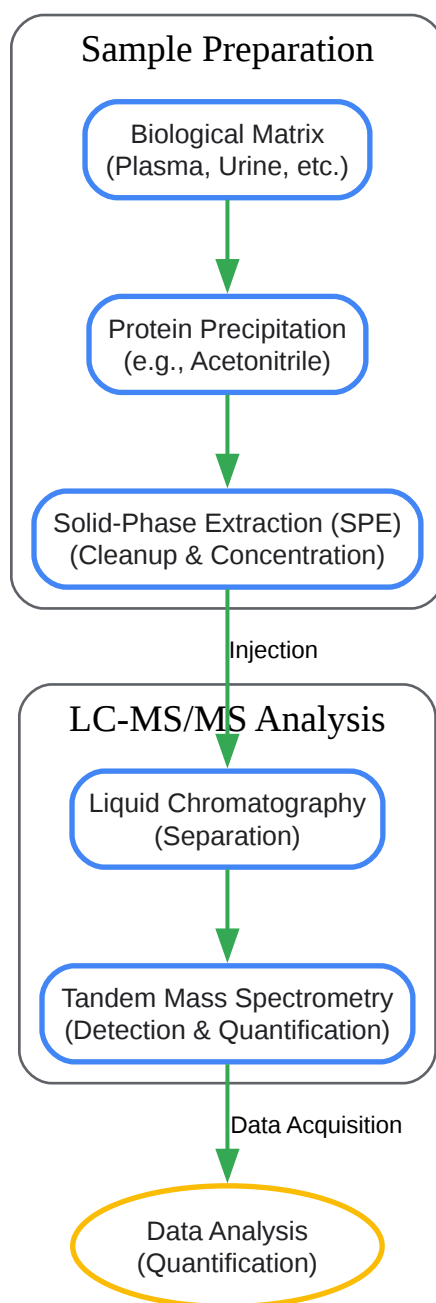 Sample Preparation
Biological Matrix
(Plasma, Urine, etc.)
Protein Precipitation
(e.g., Acetonitrile)
Solid-Phase Extraction (SPE)
(Cleanup & Concentration)
Injection
LC-MS/MS Analysis
Liquid Chromatography
(Separation)
Tandem Mass Spectrometry
(Detection & Quantification)
Data Acquisition
Data Analysis
(Quantification)